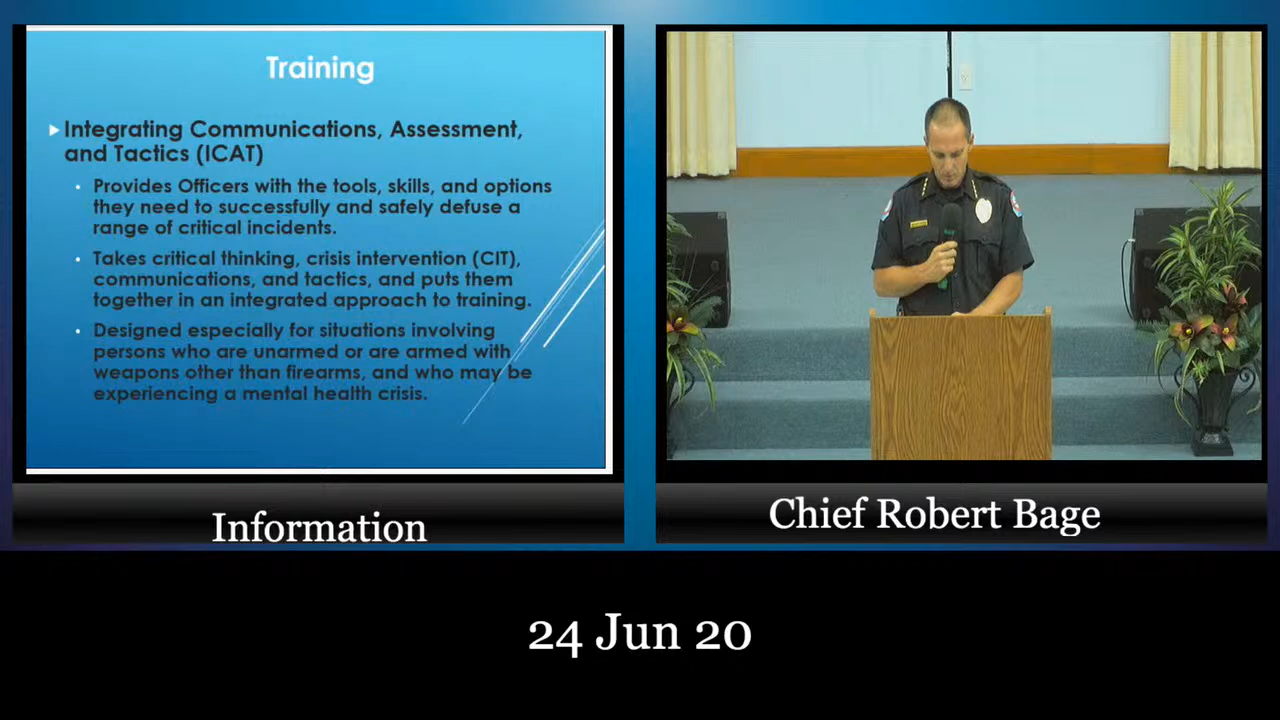 Training
Integrating Communications, Assessment,
and Tactics (ICAT)
Provides Officers with the tools, skills, and options
they need to successfully and safely defuse a
range of critical incidents.
Takes critical thinking, crisis intervention (CIT),
communications, and tactics, and puts them
together in an integrated approach to training.
Designed especially for situations involving
persons who are unarmed or are armed with
weapons other than firearms, and who may be
experiencing a mental health crisis.
Information
Chief Robert Bage
24 Jun 20